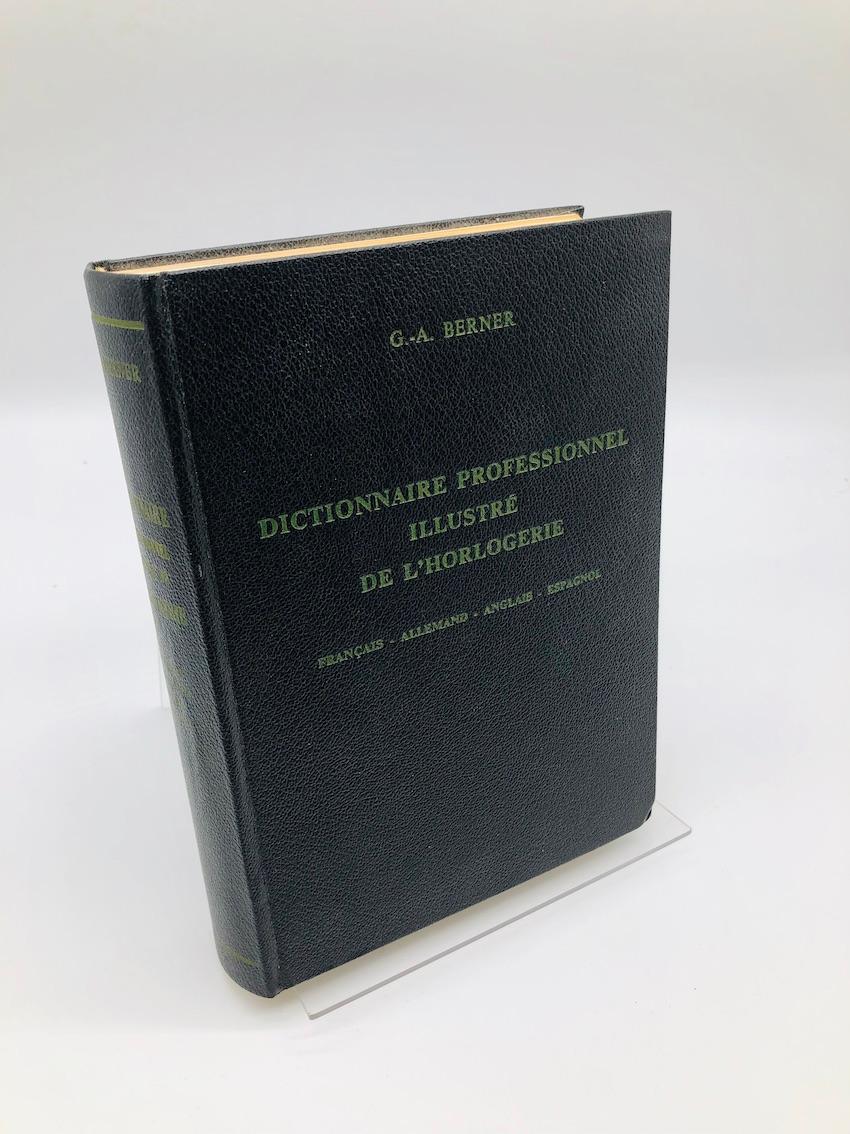 G.-A. BERNER
DICTIONNAIRE PROFESSIONNEL
ILLUSTRÉ
DE L'HORLOGERIE
FRANÇAIS - ALLEMAND - ANGLAIS - ESPAGNOL